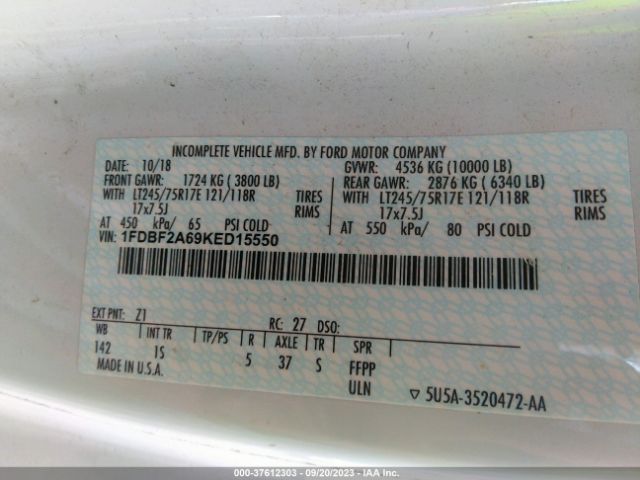 INCOMPLETE VEHICLE MFD. BY FORD MOTOR COMPANY
DATE: 10/18 GVWR: 4536 KG (10000 LB)
FRONT GAWR: 1724 KG ( 3800 LB) REAR GAWR: 2876 KG ( 6340 LB)
WITH LT245/75R17E 121/118R TIRES WITH LT245/75R17E 121/118R TIRES
17x7.5J RIMS 17x7.5J RIMS
AT 450 kPa/ 65 PSI COLD AT 550 kPa/ 80 PSI COLD
VIN: 1FDBF2A69KED15550
EXT PNT: Z1 RC: 27 DSO:
WB INT TR TP/PS R AXLE TR SPR
142 1S 5 37 S FFPP
MADE IN U.S.A. ULN
▽ 5U5A-3520472-AA
000-37612303 - 09/20/2023 - IAA Inc.